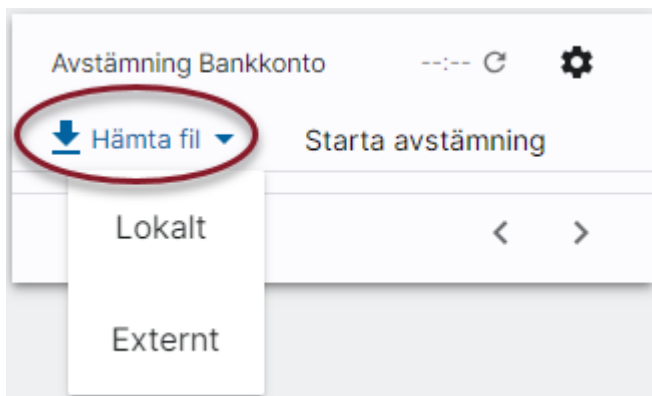 Avstämning Bankkonto --:--
Hämta fil Starta avstämning
Lokalt
Externt